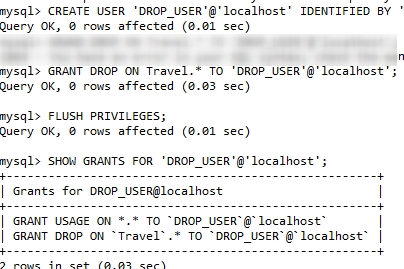 mysql> CREATE USER 'DROP_USER'@'localhost' IDENTIFIED BY '
Query OK, 0 rows affected (0.01 sec)
mysql> GRANT DROP ON Travel.* TO 'DROP_USER'@'localhost';
Query OK, 0 rows affected (0.03 sec)
mysql> FLUSH PRIVILEGES;
Query OK, 0 rows affected (0.01 sec)
mysql> SHOW GRANTS FOR 'DROP_USER'@'localhost';
+--------------------------------------------------+
| Grants for DROP_USER@localhost                   |
+--------------------------------------------------+
| GRANT USAGE ON *.* TO `DROP_USER`@`localhost`    |
| GRANT DROP ON `Travel`.* TO `DROP_USER`@`localhost` |
+--------------------------------------------------+
2 rows in set (0.03 sec)